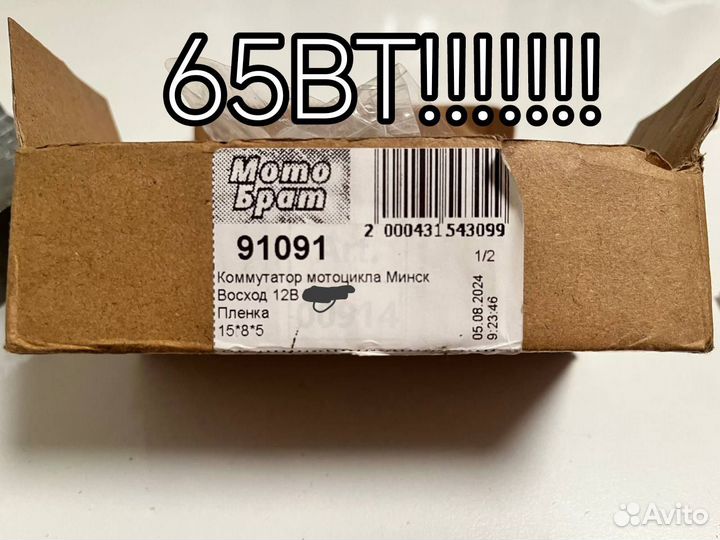 65ВТ!!!!!!!
Мото
Брат
2 000431 543099
91091
1/2
Коммутатор мотоцикла Минск
Восход 12В
Пленка
15*8*5
05.08.2024
9:23:46
Avito